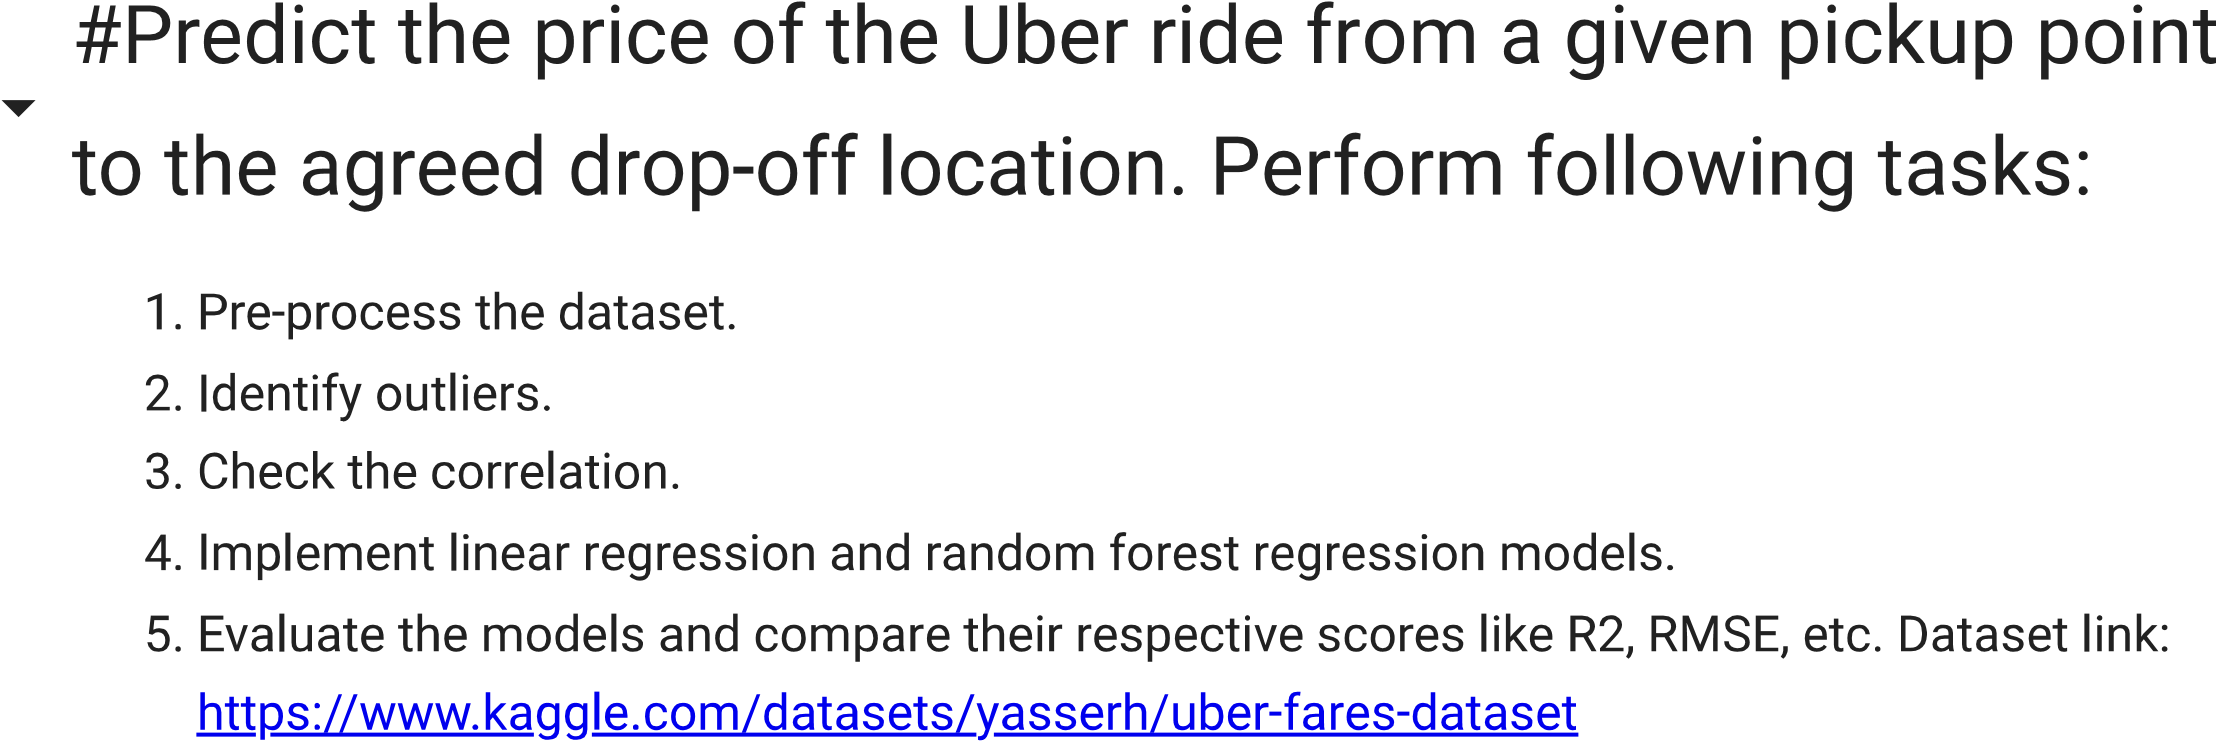 #Predict the price of the Uber ride from a given pickup point
to the agreed drop-off location. Perform following tasks:
1. Pre-process the dataset.
2. Identify outliers.
3. Check the correlation.
4. Implement linear regression and random forest regression models.
5. Evaluate the models and compare their respective scores like R2, RMSE, etc. Dataset link:
https://www.kaggle.com/datasets/yasserh/uber-fares-dataset